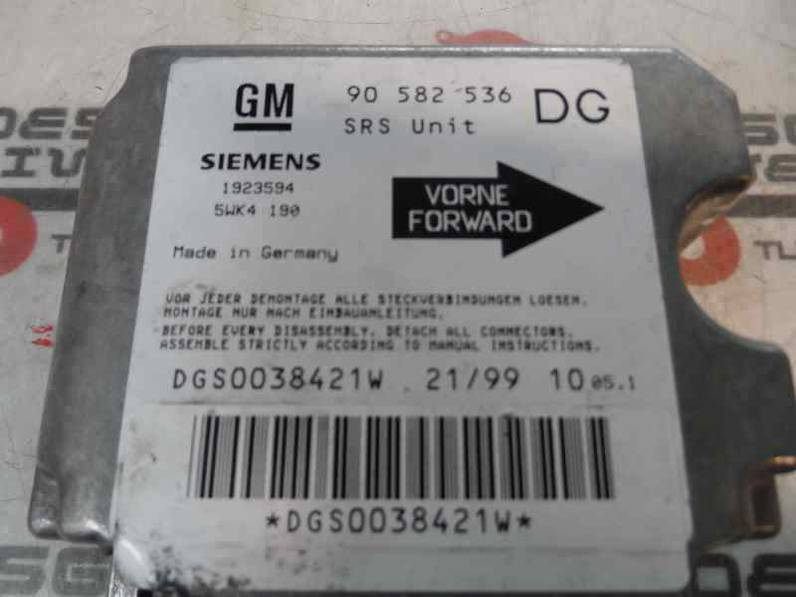 GM 90 582 536 DG
SRS Unit
SIEMENS
1923594
5WK4 190
VORNE
FORWARD
Made in Germany
VOR JEDER DEMONTAGE ALLE STECKVERBINDUNGEN LOESEN.
MONTAGE NUR NACH EINBAUANLEITUNG.
BEFORE EVERY DISASSEMBLY, DETACH ALL CONNECTORS.
ASSEMBLE STRICTLY ACCORDING TO MANUAL INSTRUCTIONS.
DGS0038421W 21/99 10 05.1
*DGS0038421W*